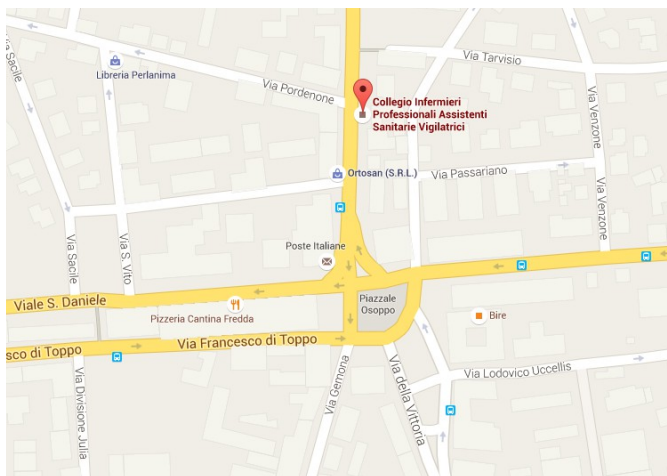 Via Sacile
Libreria Perlanima
Via Pordenone
Via Tarvisio
Collegio Infermieri
Professionali Assistenti
Sanitarie Vigilatrici
Via Venzone
Ortosan (S.R.L.)
Via Passariano
Via Sacile
Via S. Vito
Poste Italiane
Via Venzone
Viale S. Daniele
Pizzeria Cantina Fredda
Piazzale
Osoppo
Bire
sco di Toppo
Via Francesco di Toppo
Via Gemona
Via della Vittoria
Via Lodovico Uccellis
Via Divisione Julia